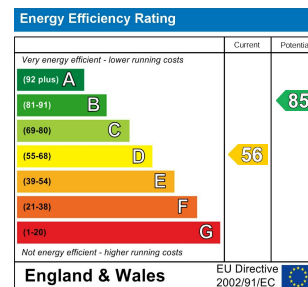 Energy Efficiency Rating
Current
Potentia
Very energy efficient - lower running costs
(92 plus) A
(81-91) B
85
(69-80) C
(55-68) D
56
(39-54) E
(21-38) F
(1-20) G
Not energy efficient - higher running costs
England & Wales
EU Directive
2002/91/EC